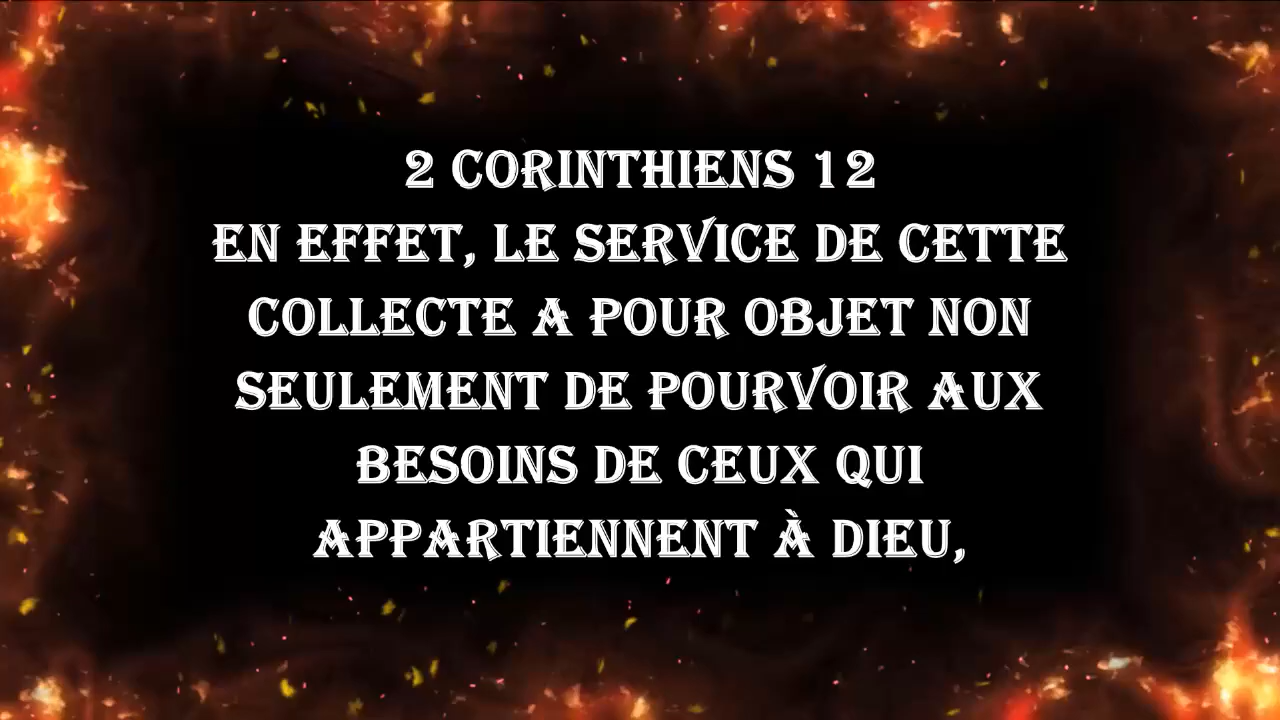 2 CORINTHIENS 12
EN EFFET, LE SERVICE DE CETTE
COLLECTE A POUR OBJET NON
SEULEMENT DE POURVOIR AUX
BESOINS DE CEUX QUI
APPARTIENNENT À DIEU,